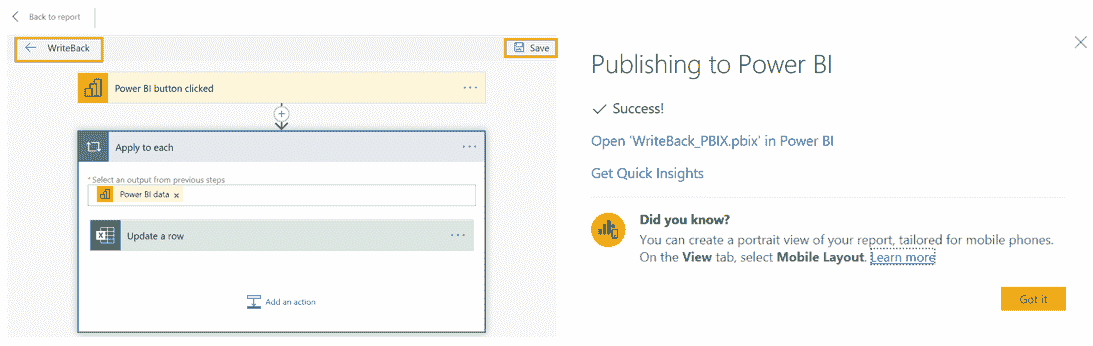 Back to report
WriteBack
Save
Power BI button clicked
Apply to each
* Select an output from previous steps
Power BI data x
Update a row
Add an action
Publishing to Power BI
Success!
Open 'WriteBack_PBIX.pbix' in Power BI
Get Quick Insights
Did you know?
You can create a portrait view of your report, tailored for mobile phones.
On the View tab, select Mobile Layout. Learn more
Got it